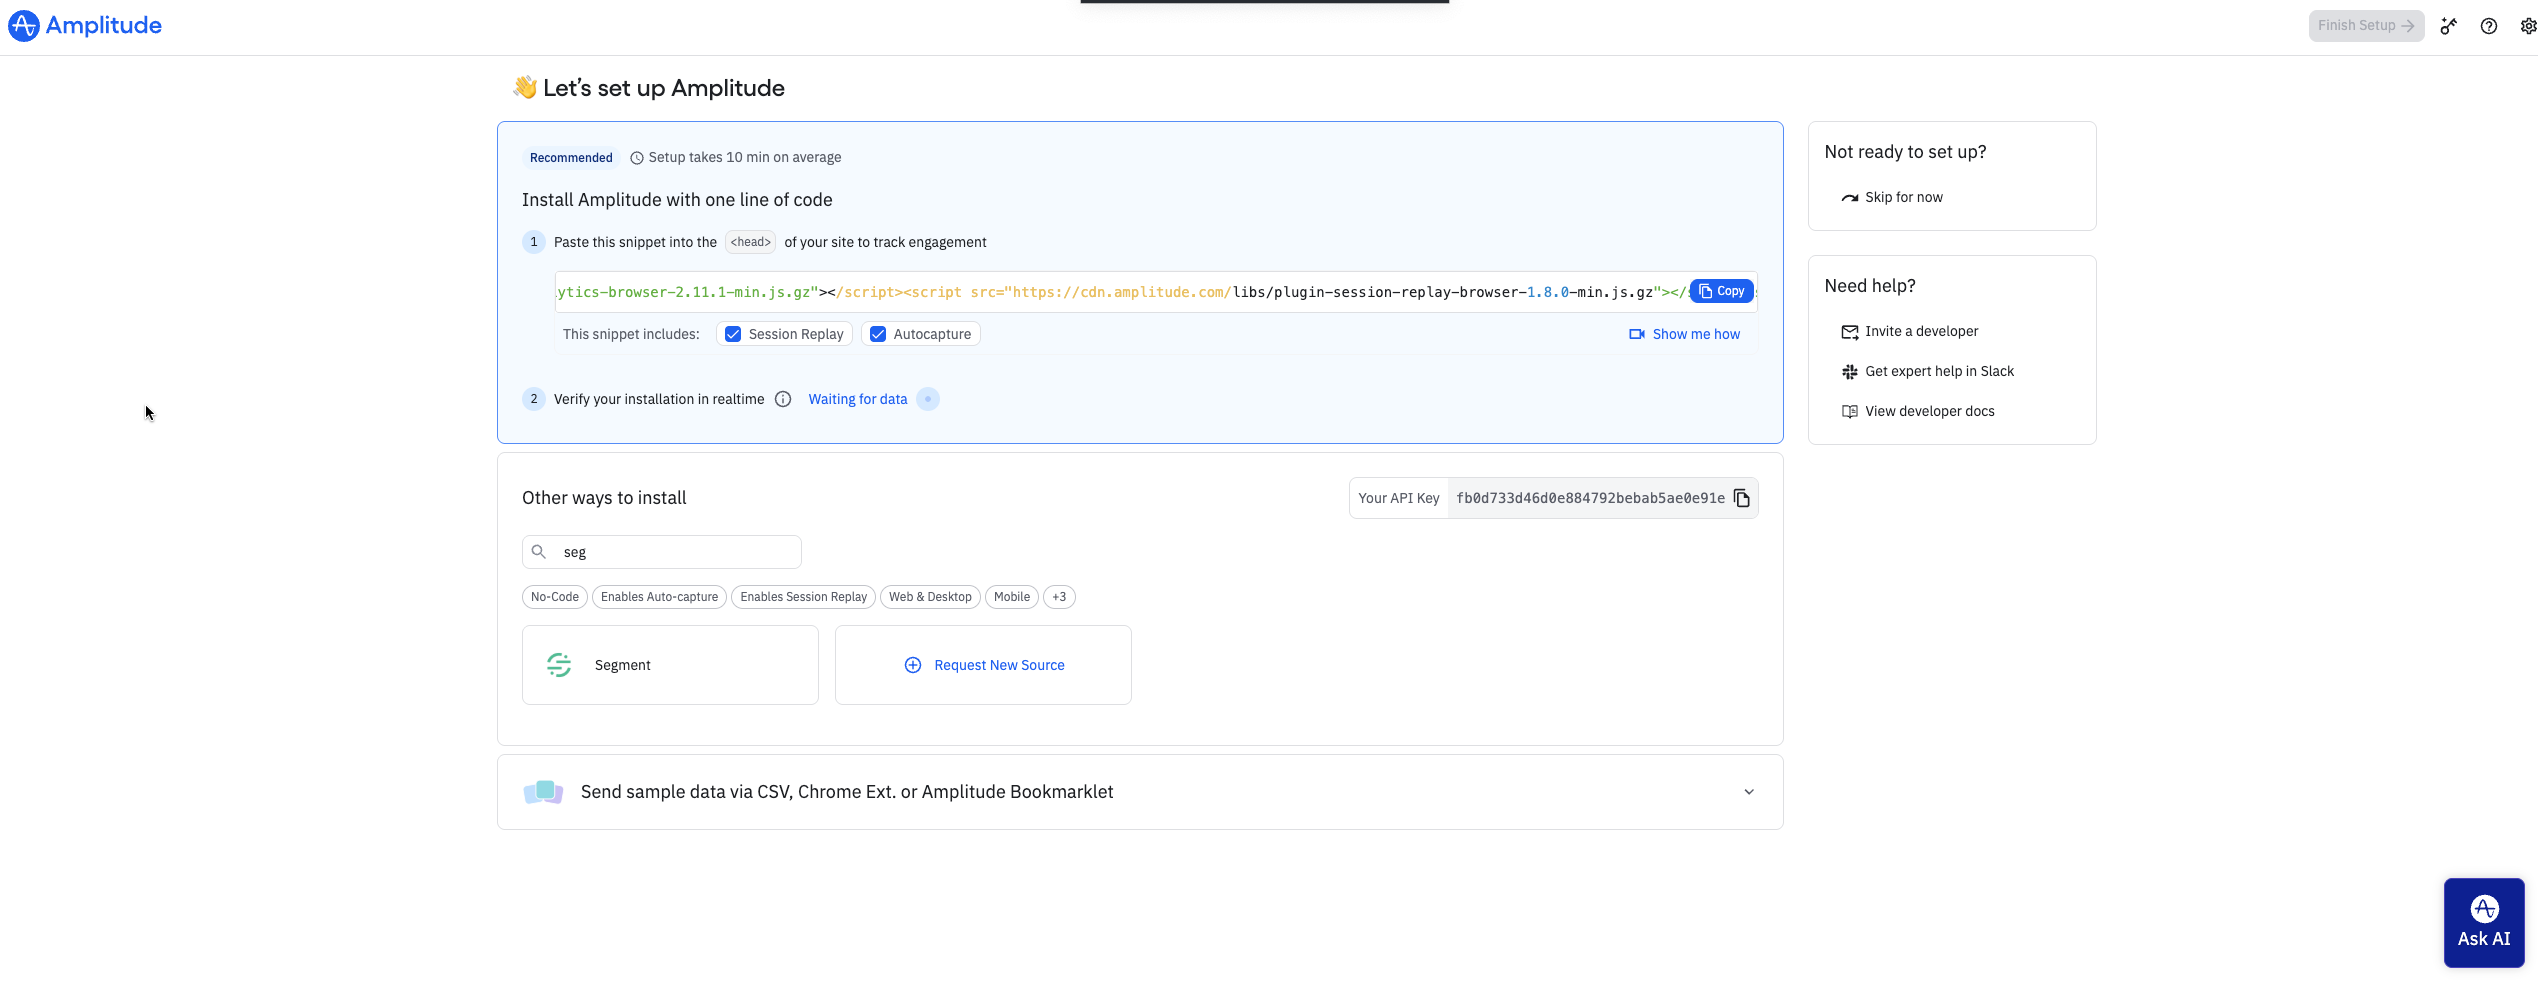 Amplitude
Finish Setup
👋 Let's set up Amplitude
Recommended
Setup takes 10 min on average
Install Amplitude with one line of code
1 Paste this snippet into the <head> of your site to track engagement
ytics-browser-2.11.1-min.js.gz"></script><script src="https://cdn.amplitude.com/libs/plugin-session-replay-browser-1.8.0-min.js.gz"></
Copy
This snippet includes:
Session Replay
Autocapture
Show me how
2 Verify your installation in realtime
Waiting for data
Not ready to set up?
Skip for now
Need help?
Invite a developer
Get expert help in Slack
View developer docs
Other ways to install
Your API Key fb0d733d46d0e884792bebab5ae0e91e
seg
No-Code
Enables Auto-capture
Enables Session Replay
Web & Desktop
Mobile
+3
Segment
Request New Source
Send sample data via CSV, Chrome Ext. or Amplitude Bookmarklet
Ask AI